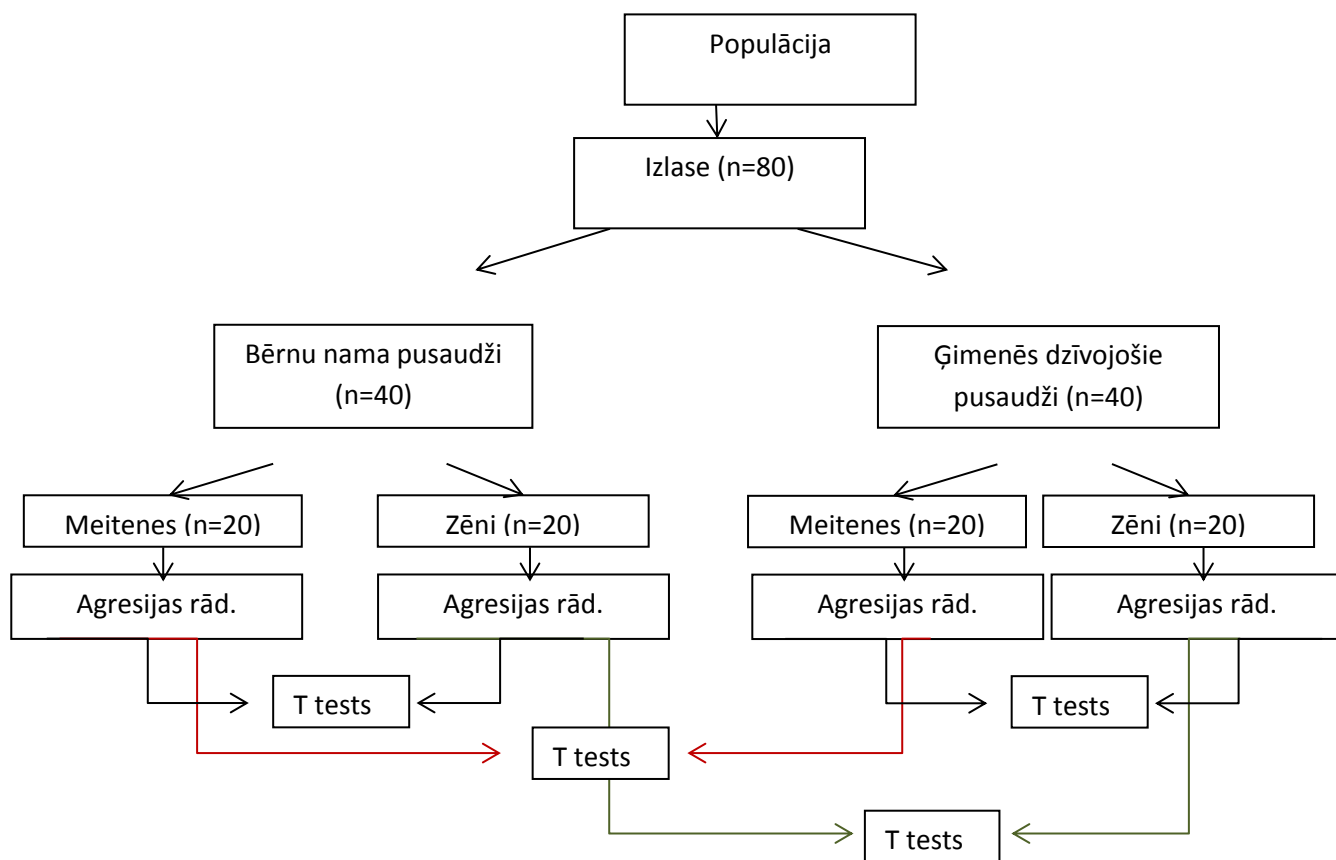 Populācija
Izlase (n=80)
Bērnu nama pusaudži
(n=40)
Ģimenēs dzīvojošie
pusaudži (n=40)
Meitenes (n=20)
Zēni (n=20)
Meitenes (n=20)
Zēni (n=20)
Agresijas rād.
Agresijas rād.
Agresijas rād.
Agresijas rād.
T tests
T tests
T tests
T tests